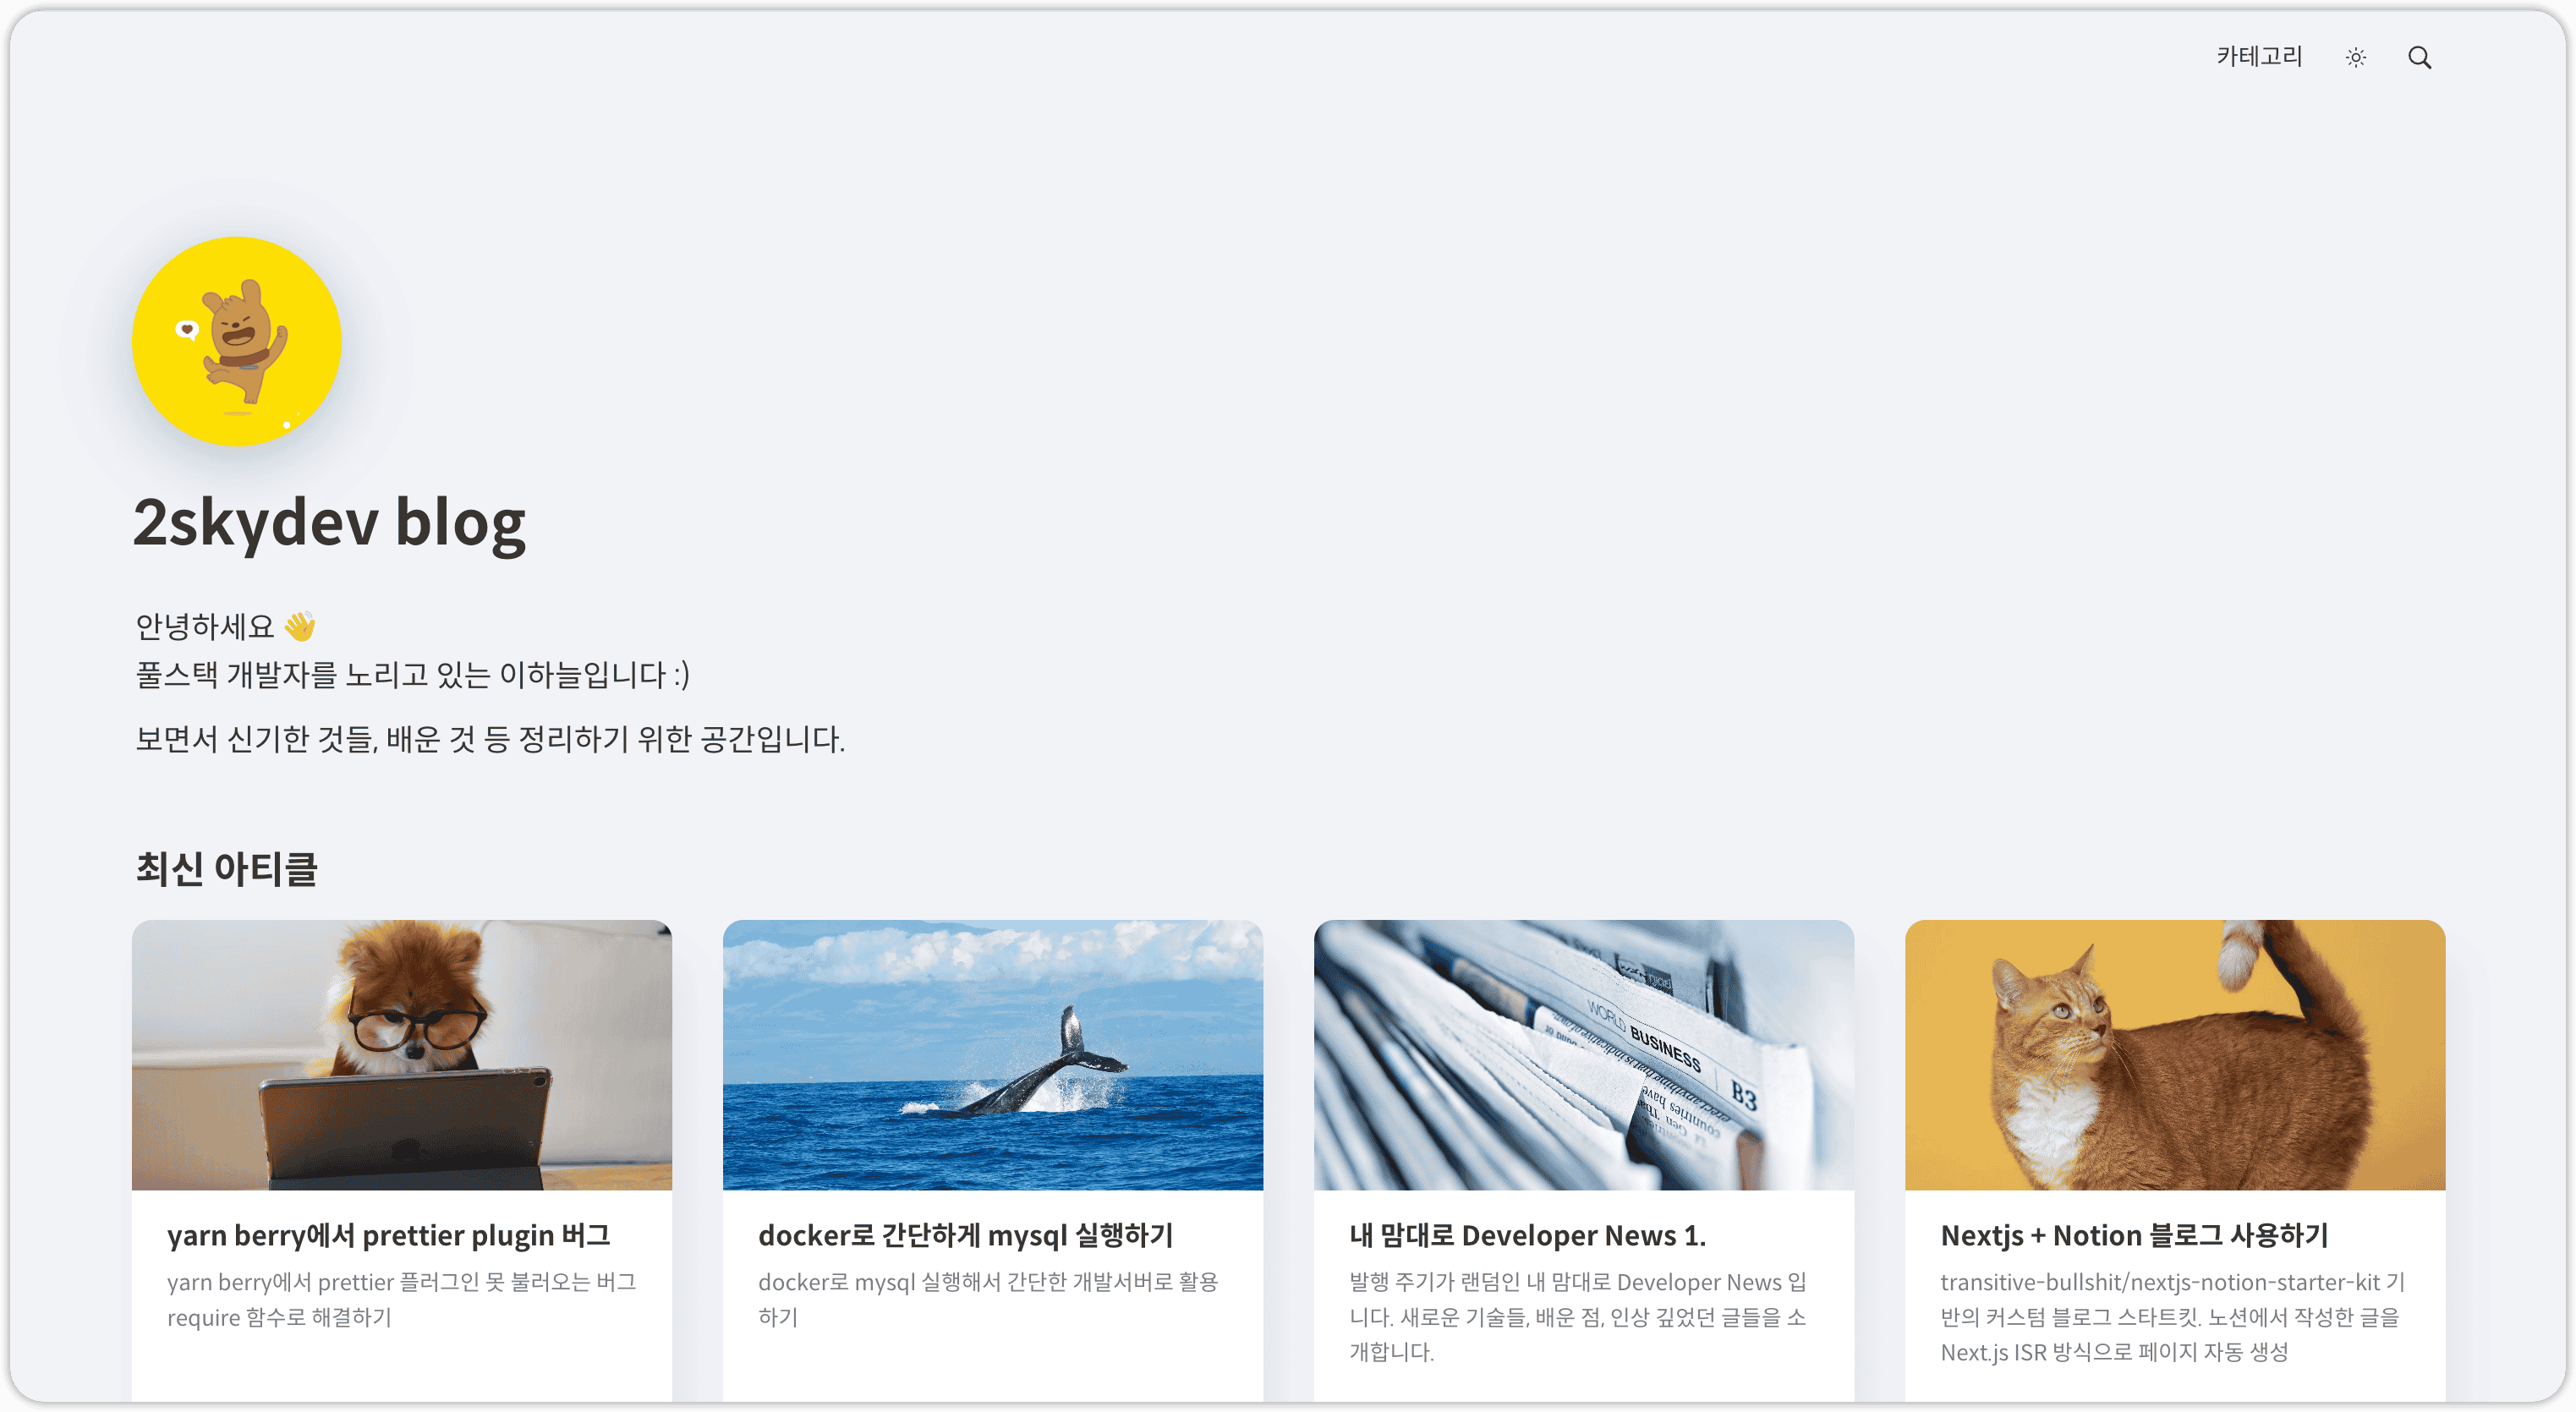 카테고리
2skydev blog
안녕하세요 👋
풀스택 개발자를 노리고 있는 이하늘입니다 :)
보면서 신기한 것들, 배운 것 등 정리하기 위한 공간입니다.
최신 아티클
WORLD BUSINESS
B3
countries have
yarn berry에서 prettier plugin 버그
yarn berry에서 prettier 플러그인 못 불러오는 버그
require 함수로 해결하기
docker로 간단하게 mysql 실행하기
docker로 mysql 실행해서 간단한 개발서버로 활용
하기
내 맘대로 Developer News 1.
발행 주기가 랜덤인 내 맘대로 Developer News 입
니다. 새로운 기술들, 배운 점, 인상 깊었던 글들을 소
개합니다.
Nextjs + Notion 블로그 사용하기
transitive-bullshit/nextjs-notion-starter-kit 기
반의 커스텀 블로그 스타트킷. 노션에서 작성한 글을
Next.js ISR 방식으로 페이지 자동 생성